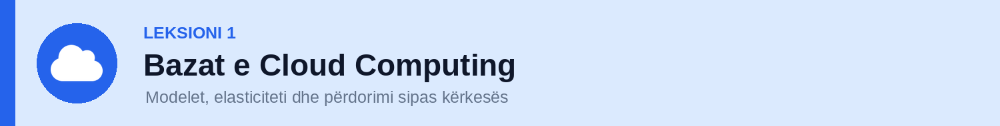 LEKSIONI 1
Bazat e Cloud Computing
Modelet, elasticiteti dhe përdorimi sipas kërkesës